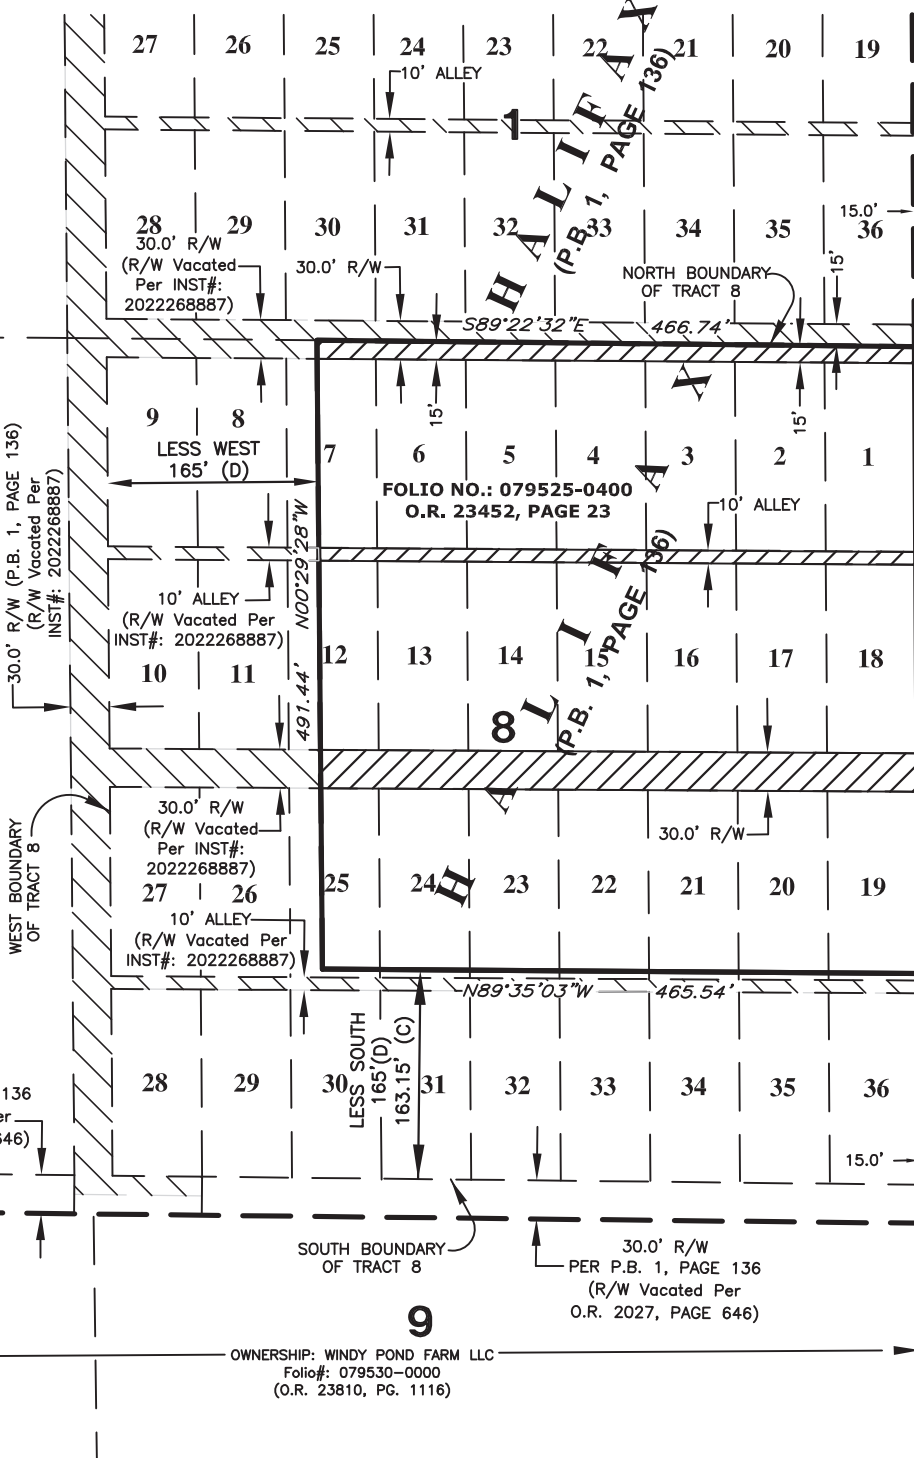 27 26 25 24 23 22 21 20 19
10' ALLEY
1
H A L I F A X
(P.B. 1, PAGE 136)
28 29 30 31 32 33 34 35 36
15.0'
15'
30.0' R/W
(R/W Vacated
Per INST#:
2022268887)
30.0' R/W
NORTH BOUNDARY
OF TRACT 8
S89°22'32"E 466.74'
15'
15'
9 8 7 6 5 4 3 2 1
LESS WEST
165' (D)
FOLIO NO.: 079525-0400
O.R. 23452, PAGE 23
10' ALLEY
H A L I F A X
(P.B. 1, PAGE 136)
30.0' R/W (P.B. 1, PAGE 136)
(R/W Vacated Per
INST#: 2022268887)
N00°29'28"W
491.44'
10' ALLEY
(R/W Vacated Per
INST#: 2022268887)
10 11 12 13 14 15 16 17 18
8
30.0' R/W
(R/W Vacated
Per INST#:
2022268887)
30.0' R/W
WEST BOUNDARY
OF TRACT 8
27 26 25 24 23 22 21 20 19
10' ALLEY
(R/W Vacated Per
INST#: 2022268887)
N89°35'03"W 465.54'
LESS SOUTH
165'(D)
163.15' (C)
28 29 30 31 32 33 34 35 36
136
er
646)
15.0'
SOUTH BOUNDARY
OF TRACT 8
30.0' R/W
PER P.B. 1, PAGE 136
(R/W Vacated Per
O.R. 2027, PAGE 646)
9
OWNERSHIP: WINDY POND FARM LLC
Folio#: 079530-0000
(O.R. 23810, PG. 1116)